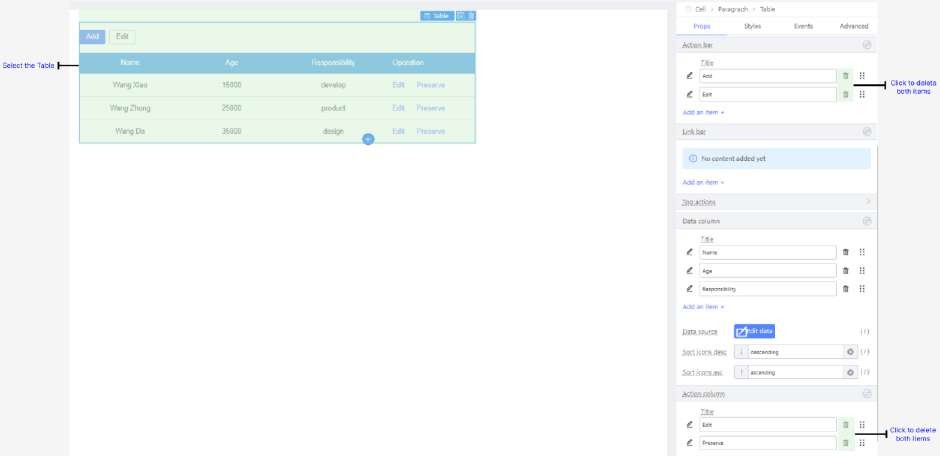 Table
Add Edit
Select the Table
Name Age Responsibility Operation
Wang Xiao 15000 develop Edit Preserve
Wang Zhong 25000 product Edit Preserve
Wang Da 35000 design Edit Preserve
Cell > Paragraph > Table
Props Styles Events Advanced
Action bar
Title
Add
Edit
Click to delete
both items
Add an item +
Link bar
No content added yet
Add an item +
Top actions
Data column
Title
Name
Age
Responsibility
Add an item +
Data source Edit data {/}
Sort icons desc descending {/}
Sort icons asc ascending {/}
Action column
Title
Edit
Preserve
Click to delete
both items